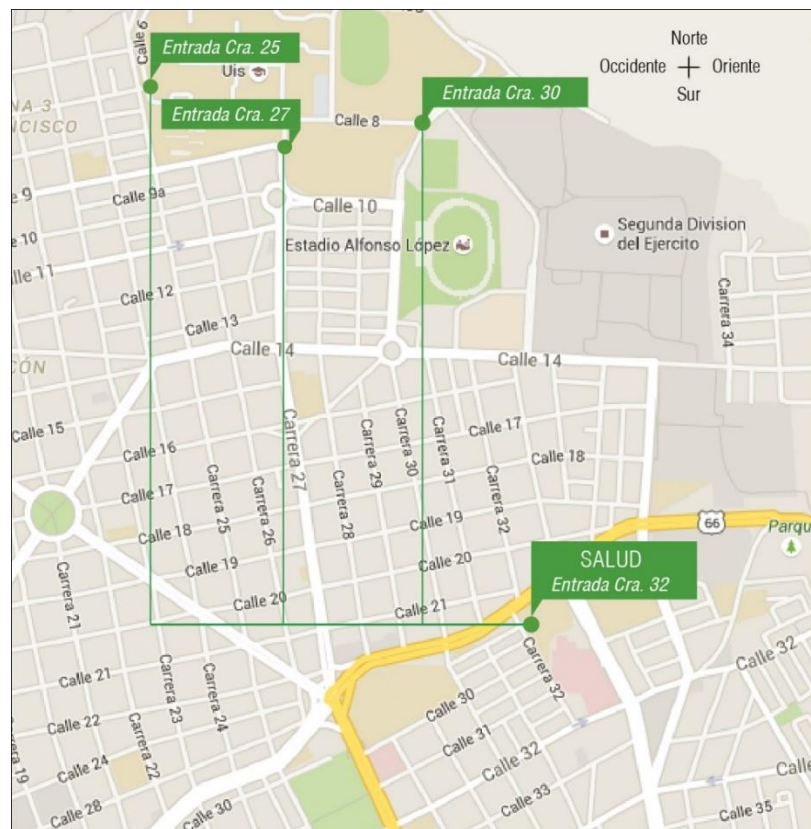 Calle 9
Entrada Cra. 25
Uis
Norte
Occidente
Oriente
Sur
Entrada Cra. 30
Entrada Cra. 27
Calle 8
Calle 9a
Calle 10
Estadio Alfonso López
Segunda Division
del Ejercito
Calle 12
Calle 13
Calle 14
Calle 14
Carrera 34
Calle 15
Calle 16
Calle 17
Calle 17
Calle 18
Calle 18
Calle 19
Calle 19
Calle 20
Calle 20
Calle 21
Calle 21
Carrera 25
Carrera 26
Carrera 27
Carrera 28
Carrera 29
Carrera 30
Carrera 31
Carrera 32
66
Parqu
SALUD
Entrada Cra. 32
Carrera 21
Carrera 32
Calle 32
Calle 22
Carrera 23
Carrera 24
Carrera 22
Calle 24
Calle 28
Calle 30
Calle 30
Calle 31
Calle 32
Calle 33
Calle 35